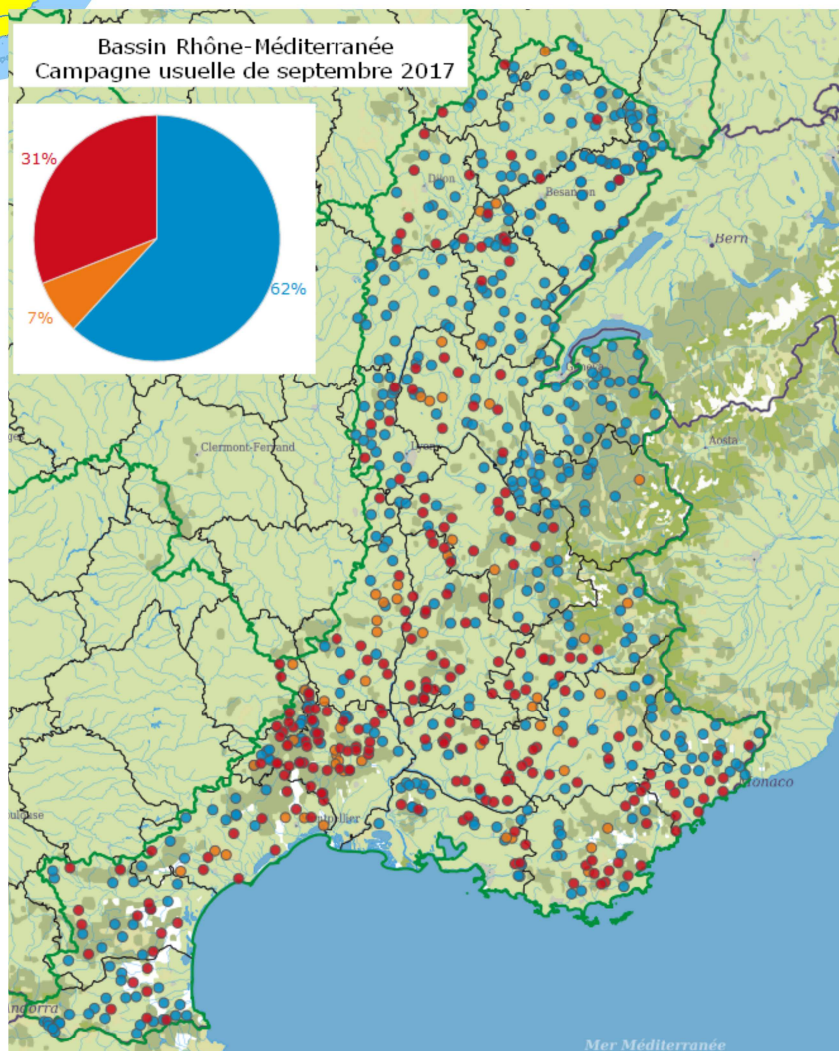 Bassin Rhône-Méditerranée
Campagne usuelle de septembre 2017
31%
62%
7%
Dijon
Besançon
Bern
Clermont-Ferrand
Lyon
Aosta
Monaco
Mer Méditerranée